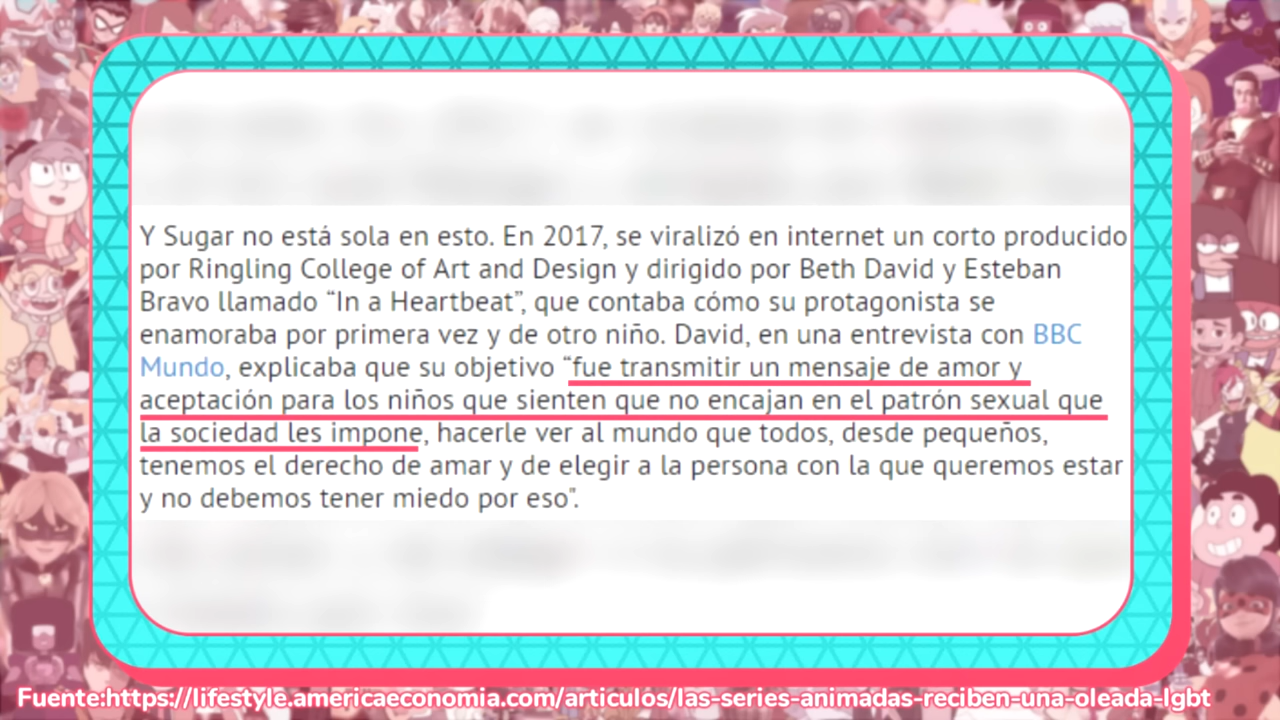 Y Sugar no está sola en esto. En 2017, se viralizó en internet un corto producido
por Ringling College of Art and Design y dirigido por Beth David y Esteban
Bravo llamado “In a Heartbeat”, que contaba cómo su protagonista se
enamoraba por primera vez y de otro niño. David, en una entrevista con BBC
Mundo, explicaba que su objetivo “fue transmitir un mensaje de amor y
aceptación para los niños que sienten que no encajan en el patrón sexual que
la sociedad les impone, hacerle ver al mundo que todos, desde pequeños,
tenemos el derecho de amar y de elegir a la persona con la que queremos estar
y no debemos tener miedo por eso”.
Fuente:https://lifestyle.americaeconomia.com/articulos/las-series-animadas-reciben-una-oleada-lgbt